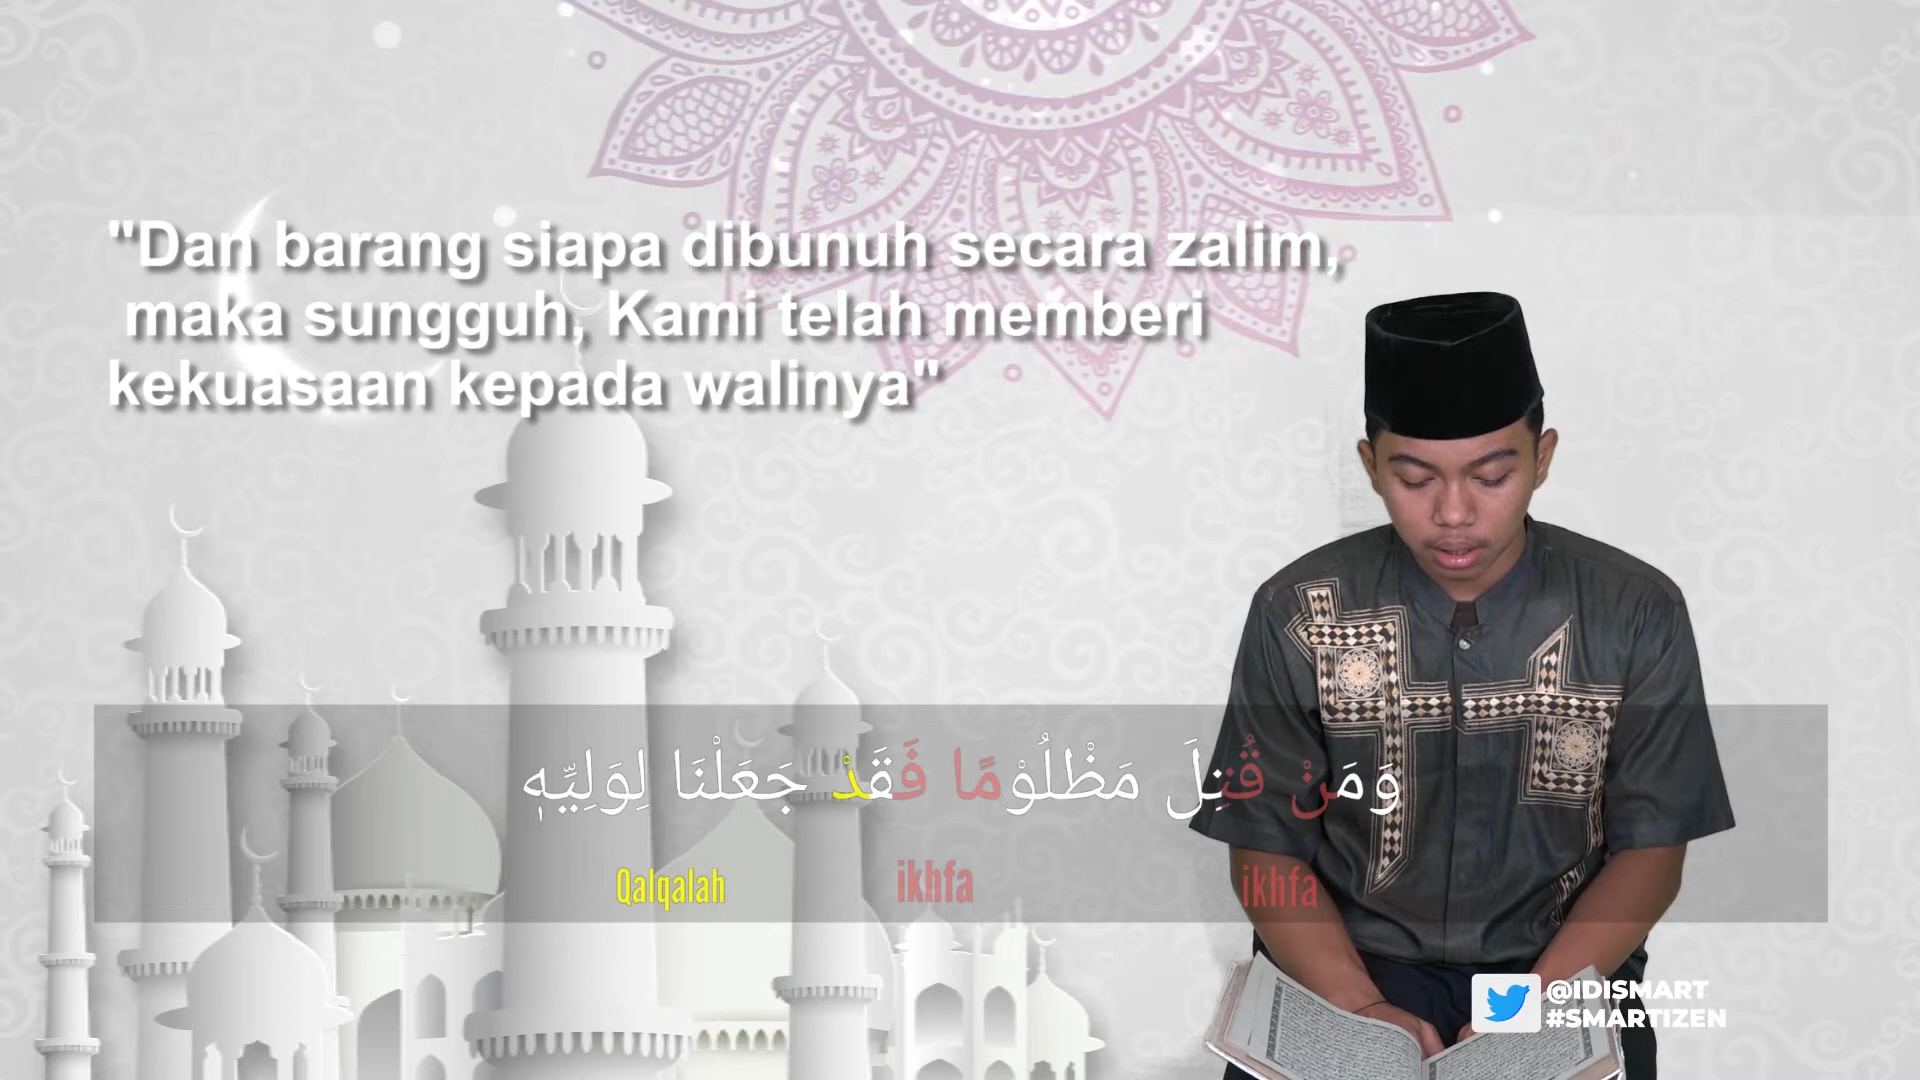 "Dan barang siapa dibunuh secara zalim,
maka sungguh, Kami telah memberi
kekuasaan kepada walinya"
وَمَنْ قُتِلَ مَظْلُوْمًا فَقَدْ جَعَلْنَا لِوَلِيِّهٖ
Qalqalah ikhfa ikhfa
@IDISMART
#SMARTIZEN